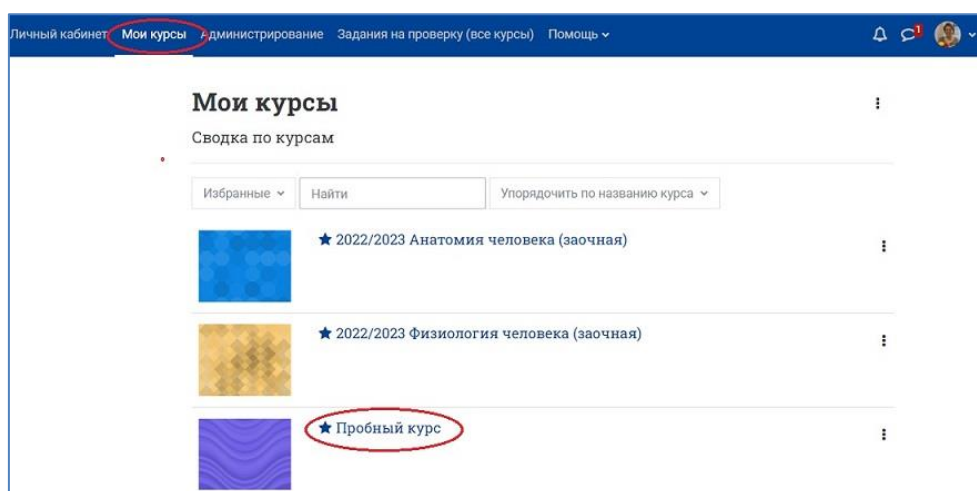 Личный кабинет Мои курсы Администрирование Задания на проверку (все курсы) Помощь 1
Мои курсы
Сводка по курсам
Избранные Найти Упорядочить по названию курса
2022/2023 Анатомия человека (заочная)
2022/2023 Физиология человека (заочная)
Пробный курс